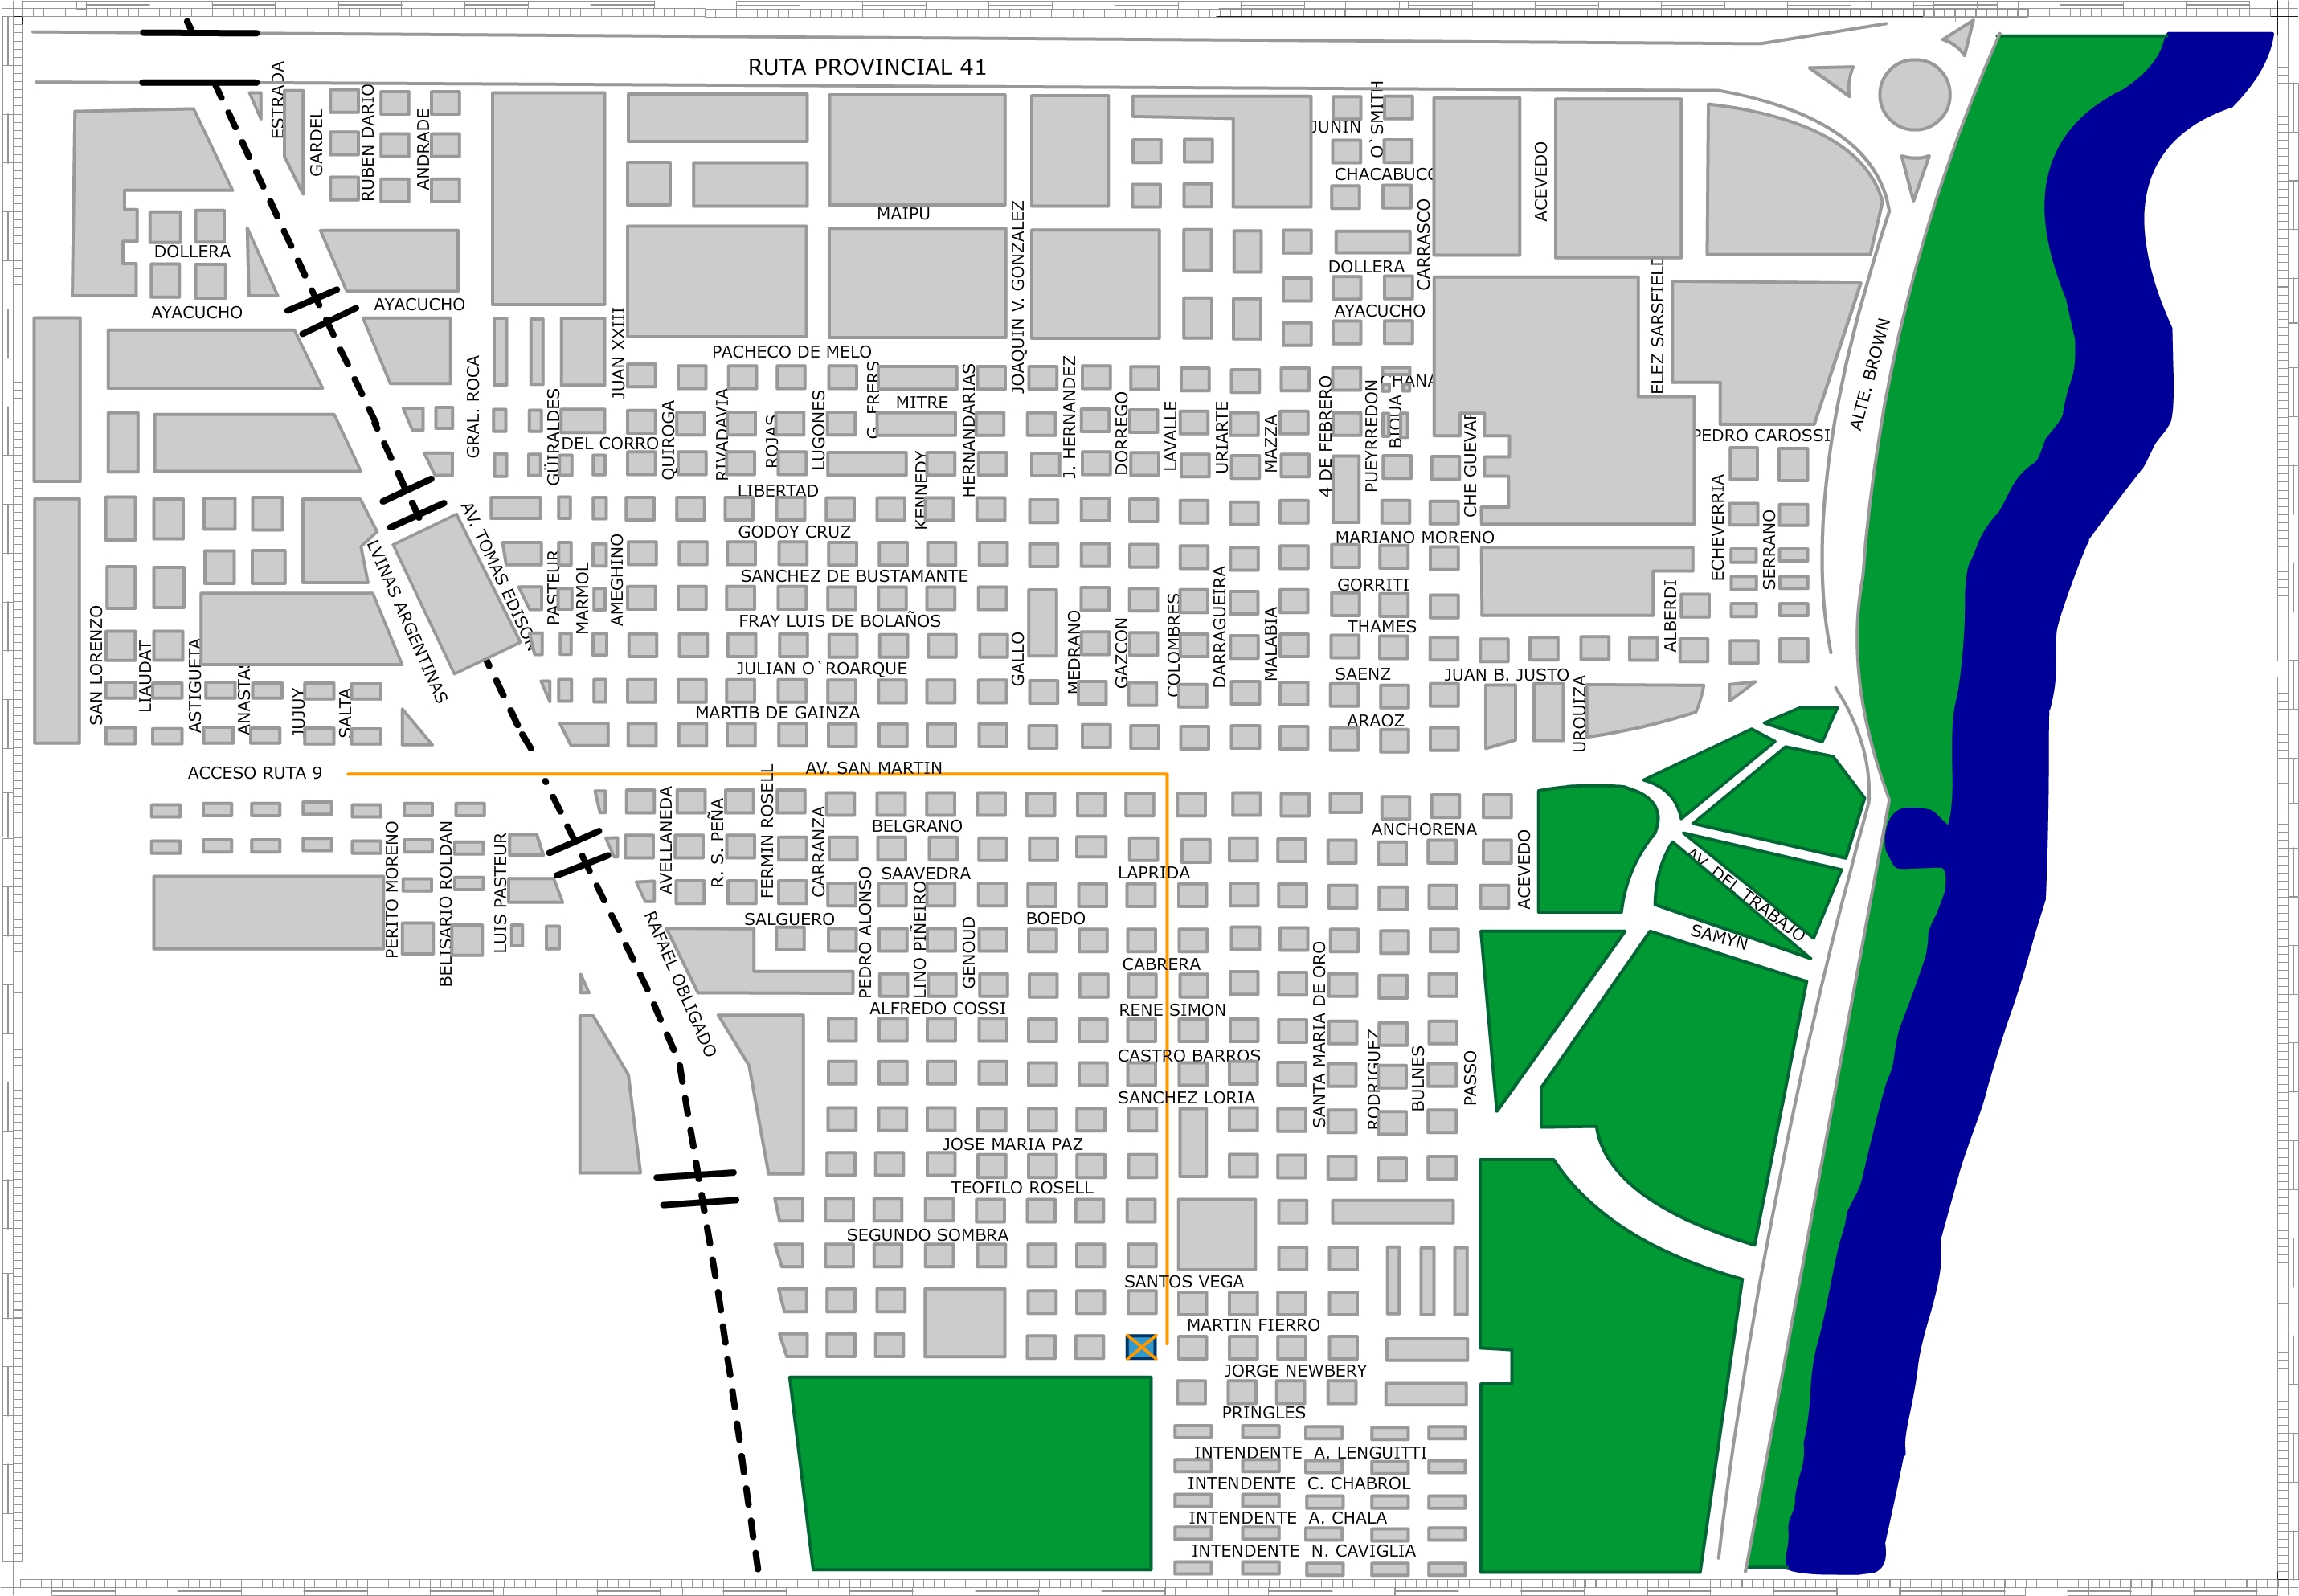 RUTA PROVINCIAL 41
ESTRADA
GARDEL
RUBEN DARIO
ANDRADE
JUNIN
O`SMITH
CHACABUCO
ACEVEDO
MAIPU
JOAQUIN V. GONZALEZ
CARRASCO
DOLLERA
DOLLERA
ELEZ SARSFIELD
AYACUCHO
AYACUCHO
AYACUCHO
ALTE. BROWN
JUAN XXIII
PACHECO DE MELO
GRAL. ROCA
GÜIRALDES
QUIROGA
RIVADAVIA
ROJAS
LUGONES
G. FRERS
MITRE
HERNANDARIAS
J. HERNANDEZ
DORREGO
LAVALLE
URIARTE
MAZZA
4 DE FEBRERO
PUEYRREDON
BIQUA
CHANA
CHE GUEVAR
PEDRO CAROSSI
DEL CORRO
KENNEDY
LIBERTAD
ECHEVERRIA
SERRANO
AV. TOMAS EDISON
LVINAS ARGENTINAS
GODOY CRUZ
MARIANO MORENO
PASTEUR
MARMOL
AMEGHINO
SANCHEZ DE BUSTAMANTE
GORRITI
ALBERDI
SAN LORENZO
LIAUDAT
ASTIGUETA
ANASTAS
JUJUY
SALTA
FRAY LUIS DE BOLAÑOS
THAMES
GALLO
MEDRANO
GAZCON
COLOMBRES
DARRAGUEIRA
MALABIA
JULIAN O`ROARQUE
SAENZ
JUAN B. JUSTO
URQUIZA
MARTIB DE GAINZA
ARAOZ
ACCESO RUTA 9
AV. SAN MARTIN
AVELLANEDA
R. S. PEÑA
FERMIN ROSELL
CARRANZA
BELGRANO
ANCHORENA
ACEVEDO
PERITO MORENO
BELISARIO ROLDAN
LUIS PASTEUR
SAAVEDRA
LAPRIDA
AV. DEL TRABAJO
SAMYN
PEDRO ALONSO
LINO PIÑEIRO
GENOUD
SALGUERO
BOEDO
RAFAEL OBLIGADO
CABRERA
SANTA MARIA DE ORO
ALFREDO COSSI
RENE SIMON
RODRIGUEZ
BULNES
PASSO
CASTRO BARROS
SANCHEZ LORIA
JOSE MARIA PAZ
TEOFILO ROSELL
SEGUNDO SOMBRA
SANTOS VEGA
MARTIN FIERRO
JORGE NEWBERY
PRINGLES
INTENDENTE A. LENGUITTI
INTENDENTE C. CHABROL
INTENDENTE A. CHALA
INTENDENTE N. CAVIGLIA